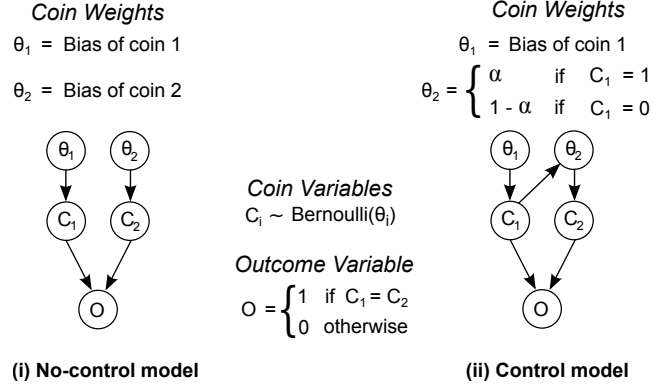 Coin Weights
θ₁ = Bias of coin 1
θ₂ = Bias of coin 2
θ₁
θ₂
C₁
C₂
O
(i) No-control model
Coin Variables
Cᵢ ~ Bernoulli(θᵢ)
Outcome Variable
O = { 1 if C₁ = C₂
0 otherwise
Coin Weights
θ₁ = Bias of coin 1
θ₂ = { α if C₁ = 1
1 - α if C₁ = 0
θ₁
θ₂
C₁
C₂
O
(ii) Control model